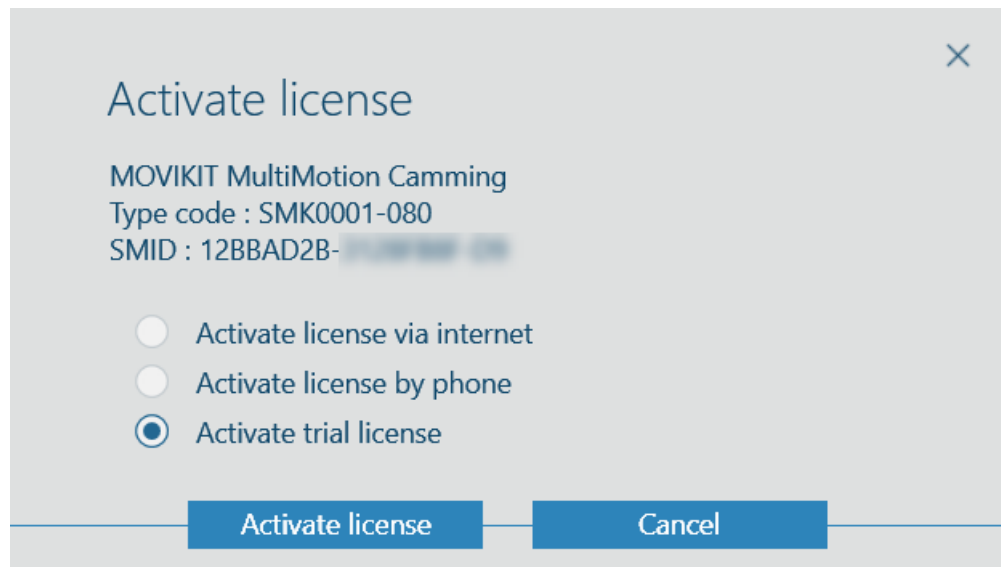 Activate license
MOVIKIT MultiMotion Camming
Type code : SMK0001-080
SMID : 12BBAD2B-
Activate license via internet
Activate license by phone
Activate trial license
Activate license
Cancel